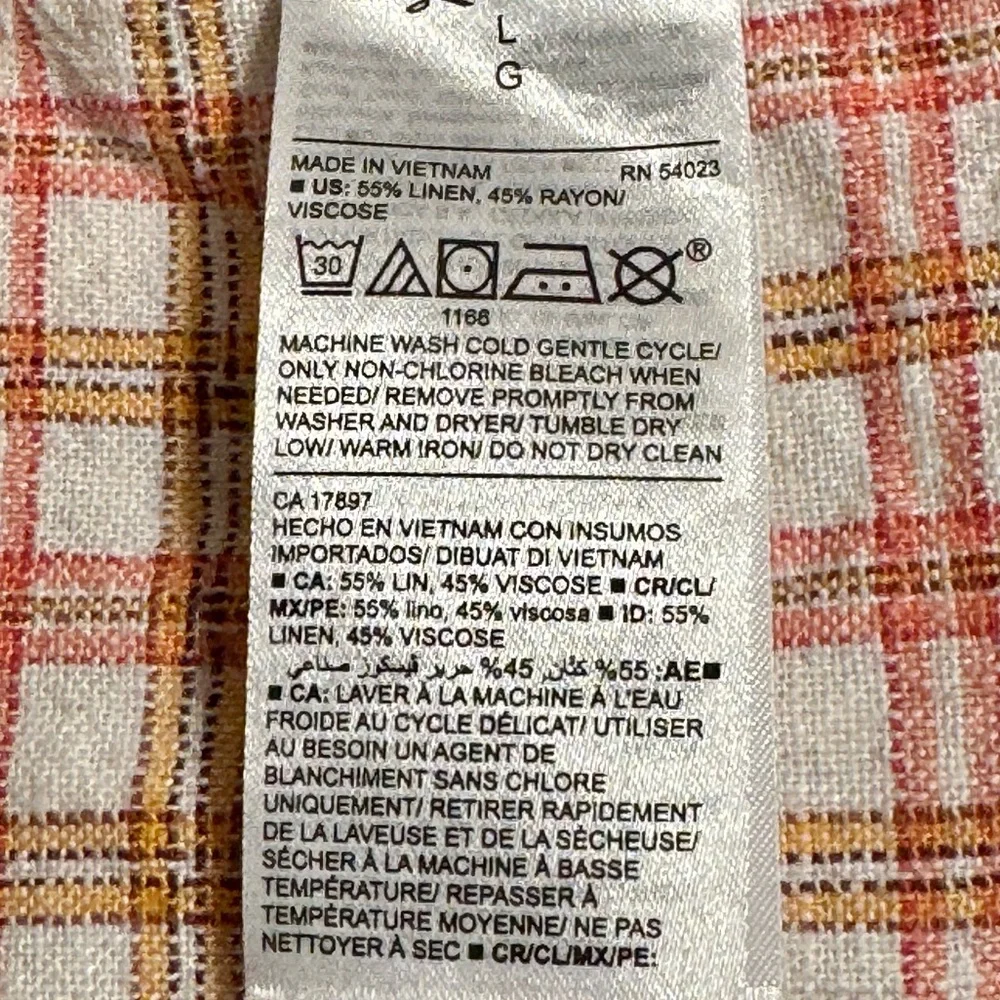 L
G
MADE IN VIETNAM RN 54023
■ US: 55% LINEN, 45% RAYON/
VISCOSE
30 ®
1166
MACHINE WASH COLD GENTLE CYCLE/
ONLY NON-CHLORINE BLEACH WHEN
NEEDED/ REMOVE PROMPTLY FROM
WASHER AND DRYER/ TUMBLE DRY
LOW/ WARM IRON/ DO NOT DRY CLEAN
CA 17897
HECHO EN VIETNAM CON INSUMOS
IMPORTADOS/ DIBUAT DI VIETNAM
■ CA: 55% LIN, 45% VISCOSE ■ CR/CL/
MX/PE: 55% lino, 45% viscosa ■ ID: 55%
LINEN, 45% VISCOSE
■AE: %55 كتّان, %45 حرير ڤيسكوز صناعي
■ CA: LAVER À LA MACHINE À L'EAU
FROIDE AU CYCLE DÉLICAT/ UTILISER
AU BESOIN UN AGENT DE
BLANCHIMENT SANS CHLORE
UNIQUEMENT/ RETIRER RAPIDEMENT
DE LA LAVEUSE ET DE LA SÉCHEUSE/
SÉCHER À LA MACHINE À BASSE
TEMPÉRATURE/ REPASSER À
TEMPÉRATURE MOYENNE/ NE PAS
NETTOYER À SEC ■ CR/CL/MX/PE: